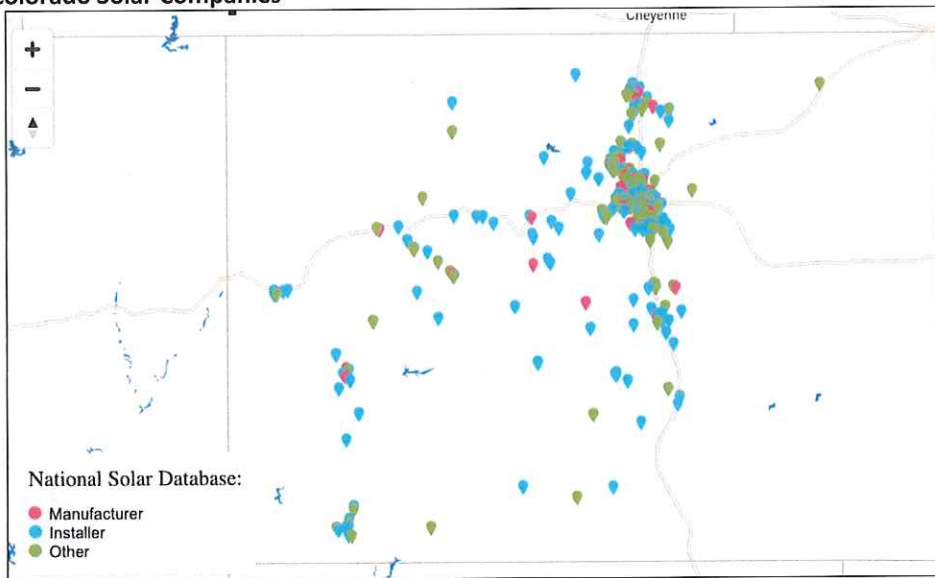 Colorado Solar Companies
Cheyenne
+
−
National Solar Database:
Manufacturer
Installer
Other